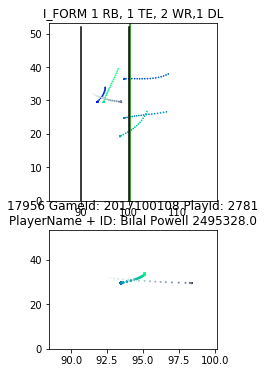 I_FORM 1 RB, 1 TE, 2 WR,1 DL
50
40
30
20
10
0
90 100 110
17956 GameId: 2017100108 PlayId: 2781
PlayerName + ID: Bilal Powell 2495328.0
40
20
0
90.0 92.5 95.0 97.5 100.0